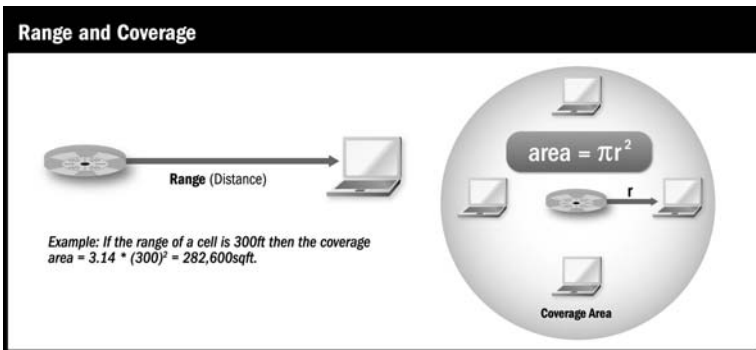 Range and Coverage
Range (Distance)
Example: If the range of a cell is 300ft then the coverage
area = 3.14 * (300)² = 282,600sqft.
area = πr²
r
Coverage Area